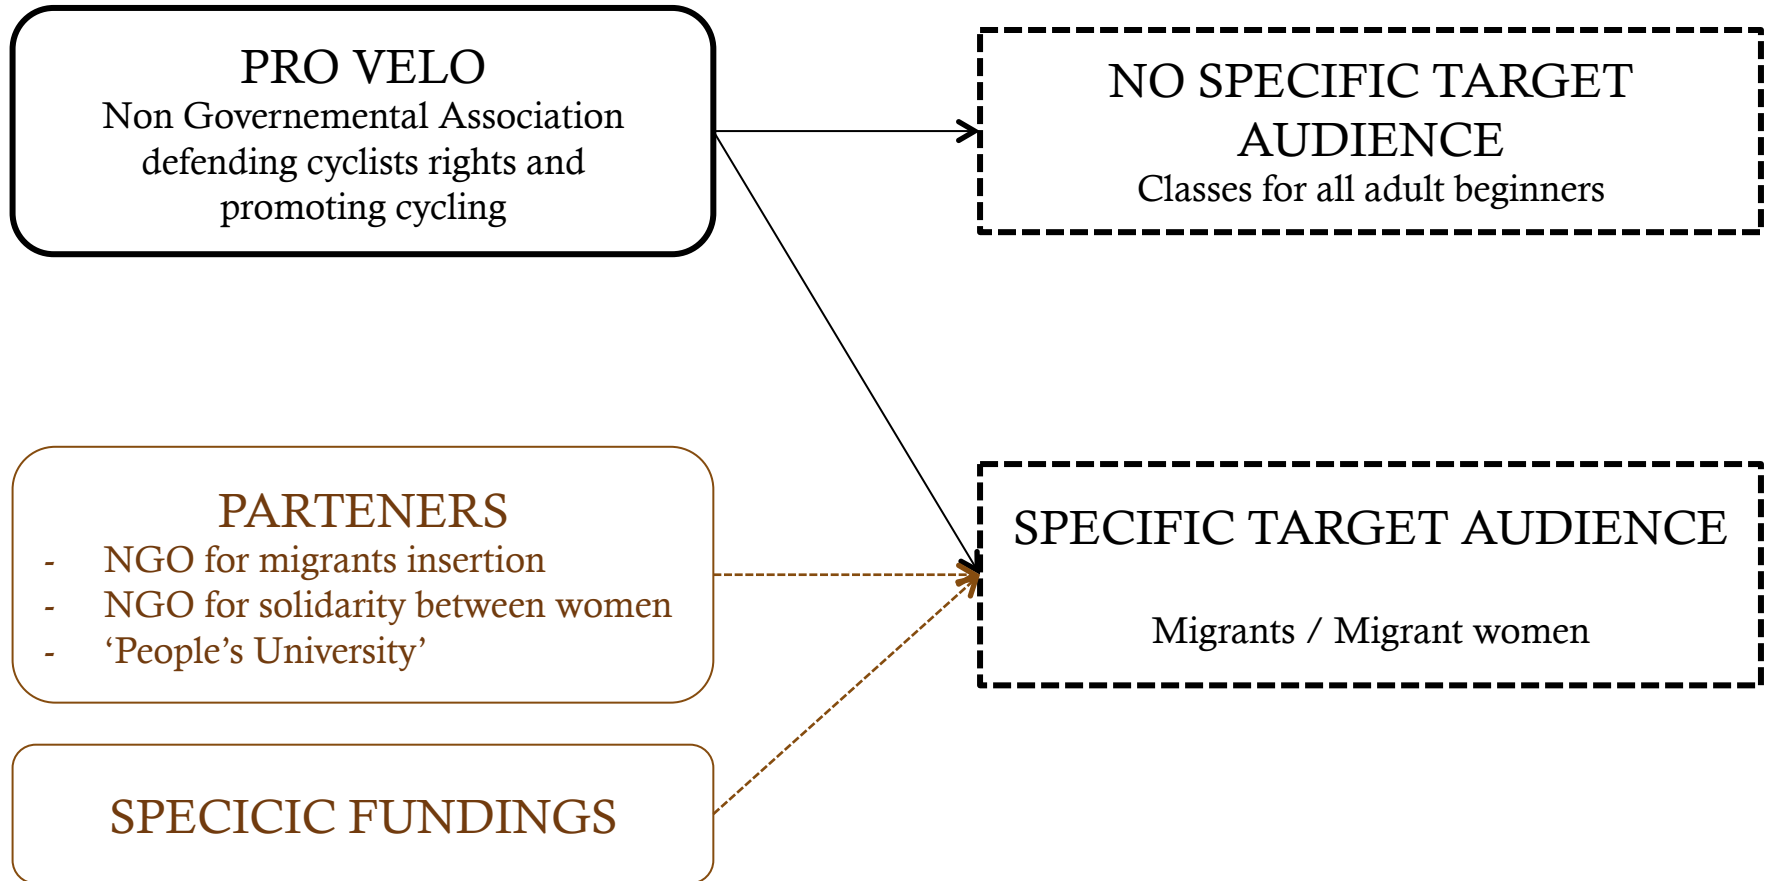 PRO VELO
Non Governemental Association
defending cyclists rights and
promoting cycling
NO SPECIFIC TARGET
AUDIENCE
Classes for all adult beginners
PARTENERS
- NGO for migrants insertion
- NGO for solidarity between women
- ‘People’s University’
SPECIFIC TARGET AUDIENCE
Migrants / Migrant women
SPECICIC FUNDINGS